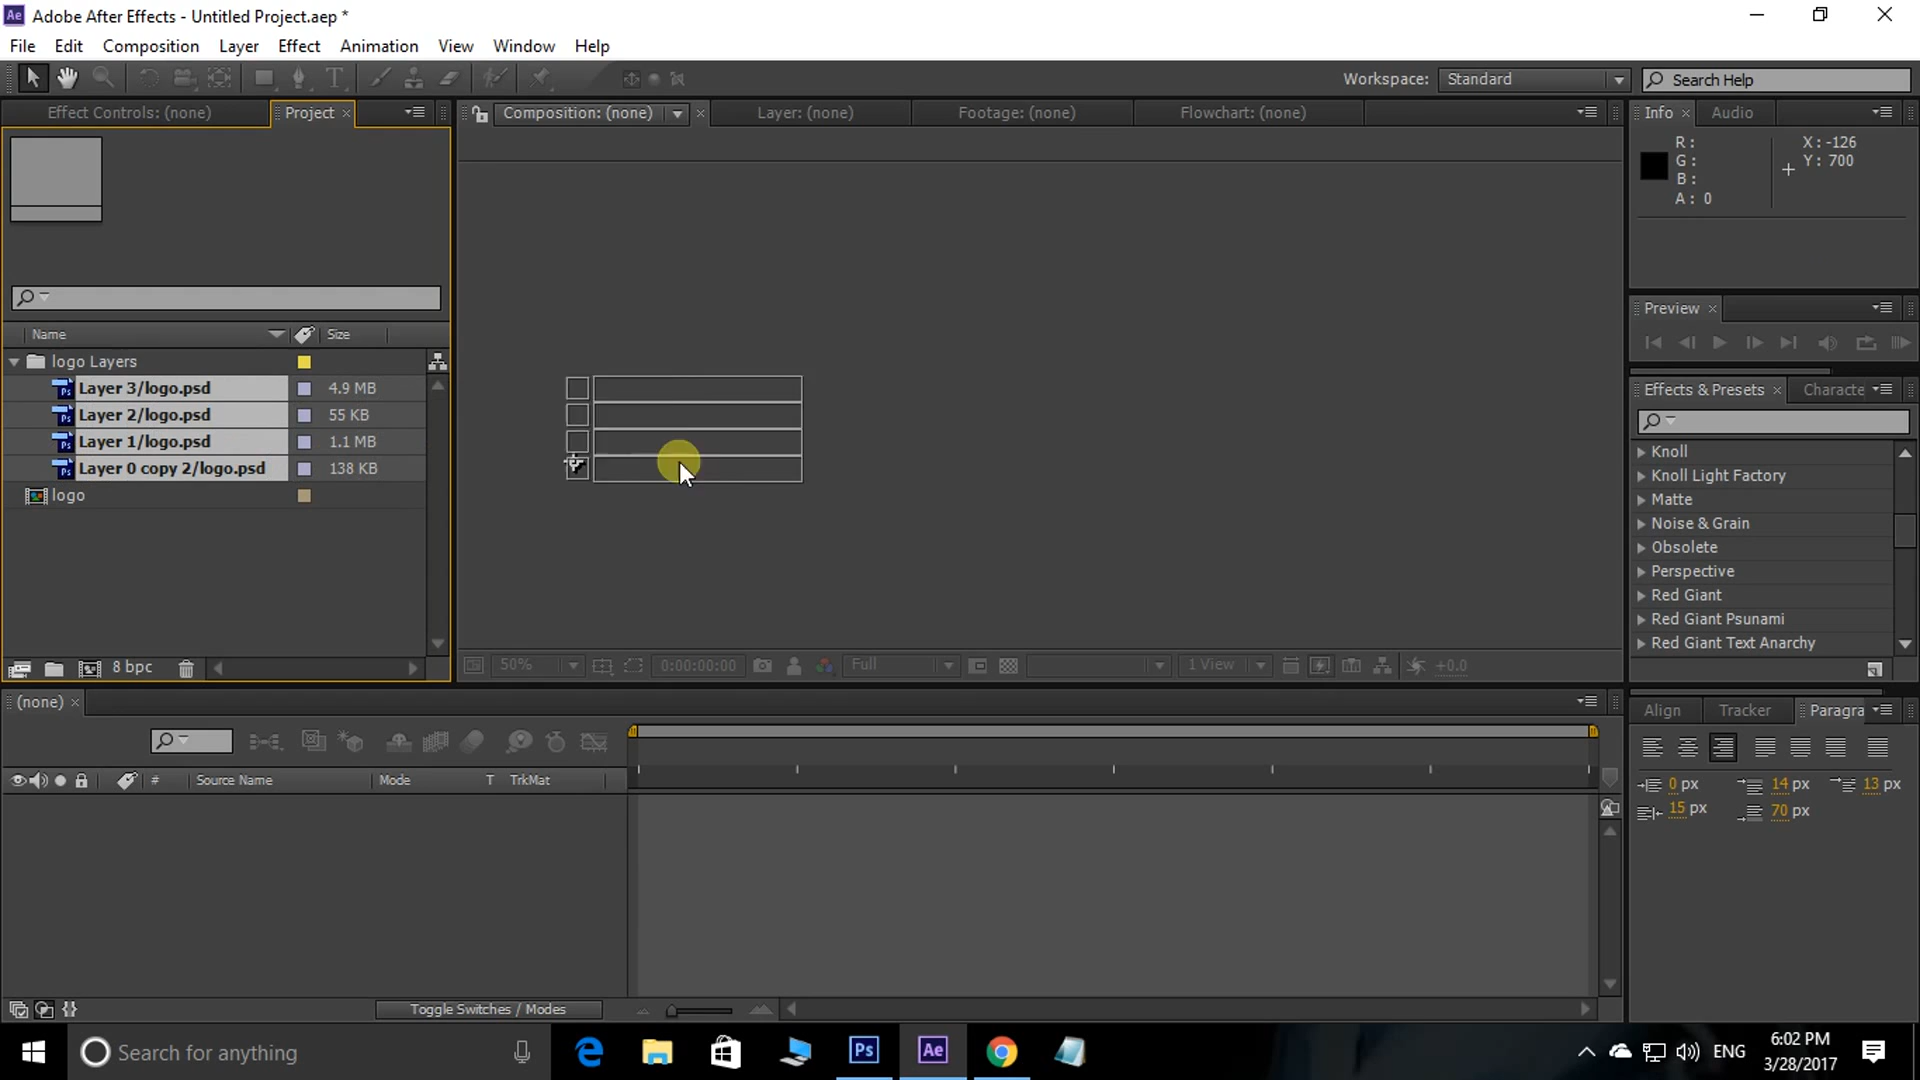 Adobe After Effects - Untitled Project.aep *
File Edit Composition Layer Effect Animation View Window Help
Workspace: Standard Search Help
Effect Controls: (none) Project
Composition: (none) Layer: (none) Footage: (none) Flowchart: (none)
Info Audio
R:
G:
B:
A: 0
X: -126
Y: 700
Preview
Name Size
logo Layers
Layer 3/logo.psd 4.9 MB
Layer 2/logo.psd 55 KB
Layer 1/logo.psd 1.1 MB
Layer 0 copy 2/logo.psd 138 KB
logo
Effects & Presets Characte
Knoll
Knoll Light Factory
Matte
Noise & Grain
Obsolete
Perspective
Red Giant
Red Giant Psunami
Red Giant Text Anarchy
8 bpc
50% 0:00:00:00 Full 1 View +0.0
(none)
# Source Name Mode T TrkMat
Align Tracker Paragra
0 px 14 px 13 px
15 px 70 px
Toggle Switches / Modes
Search for anything
Ps Ae
ENG
6:02 PM
3/28/2017